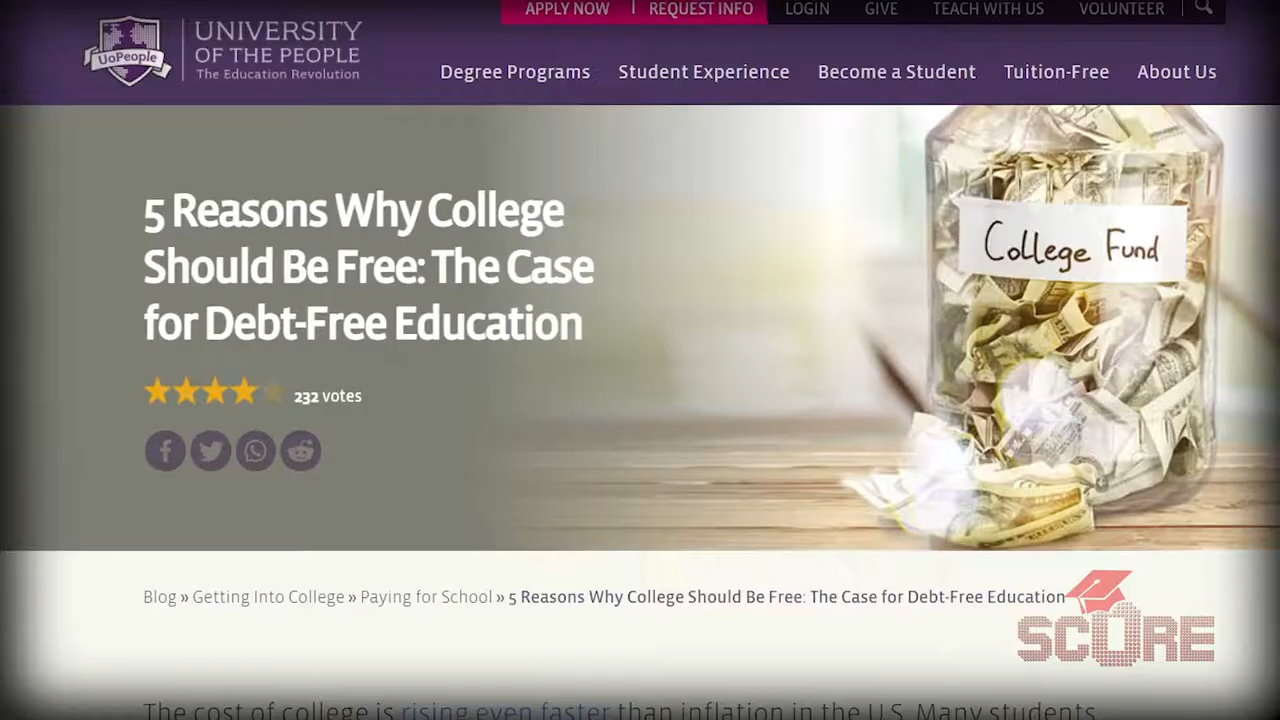 APPLY NOW | REQUEST INFO LOGIN GIVE TEACH WITH US VOLUNTEER
UNIVERSITY
OF THE PEOPLE
The Education Revolution
UoPeople
Degree Programs Student Experience Become a Student Tuition-Free About Us
5 Reasons Why College
Should Be Free: The Case
for Debt-Free Education
College Fund
232 votes
Blog » Getting Into College » Paying for School » 5 Reasons Why College Should Be Free: The Case for Debt-Free Education
SCORE
The cost of college is rising even faster than inflation in the U.S. Many students